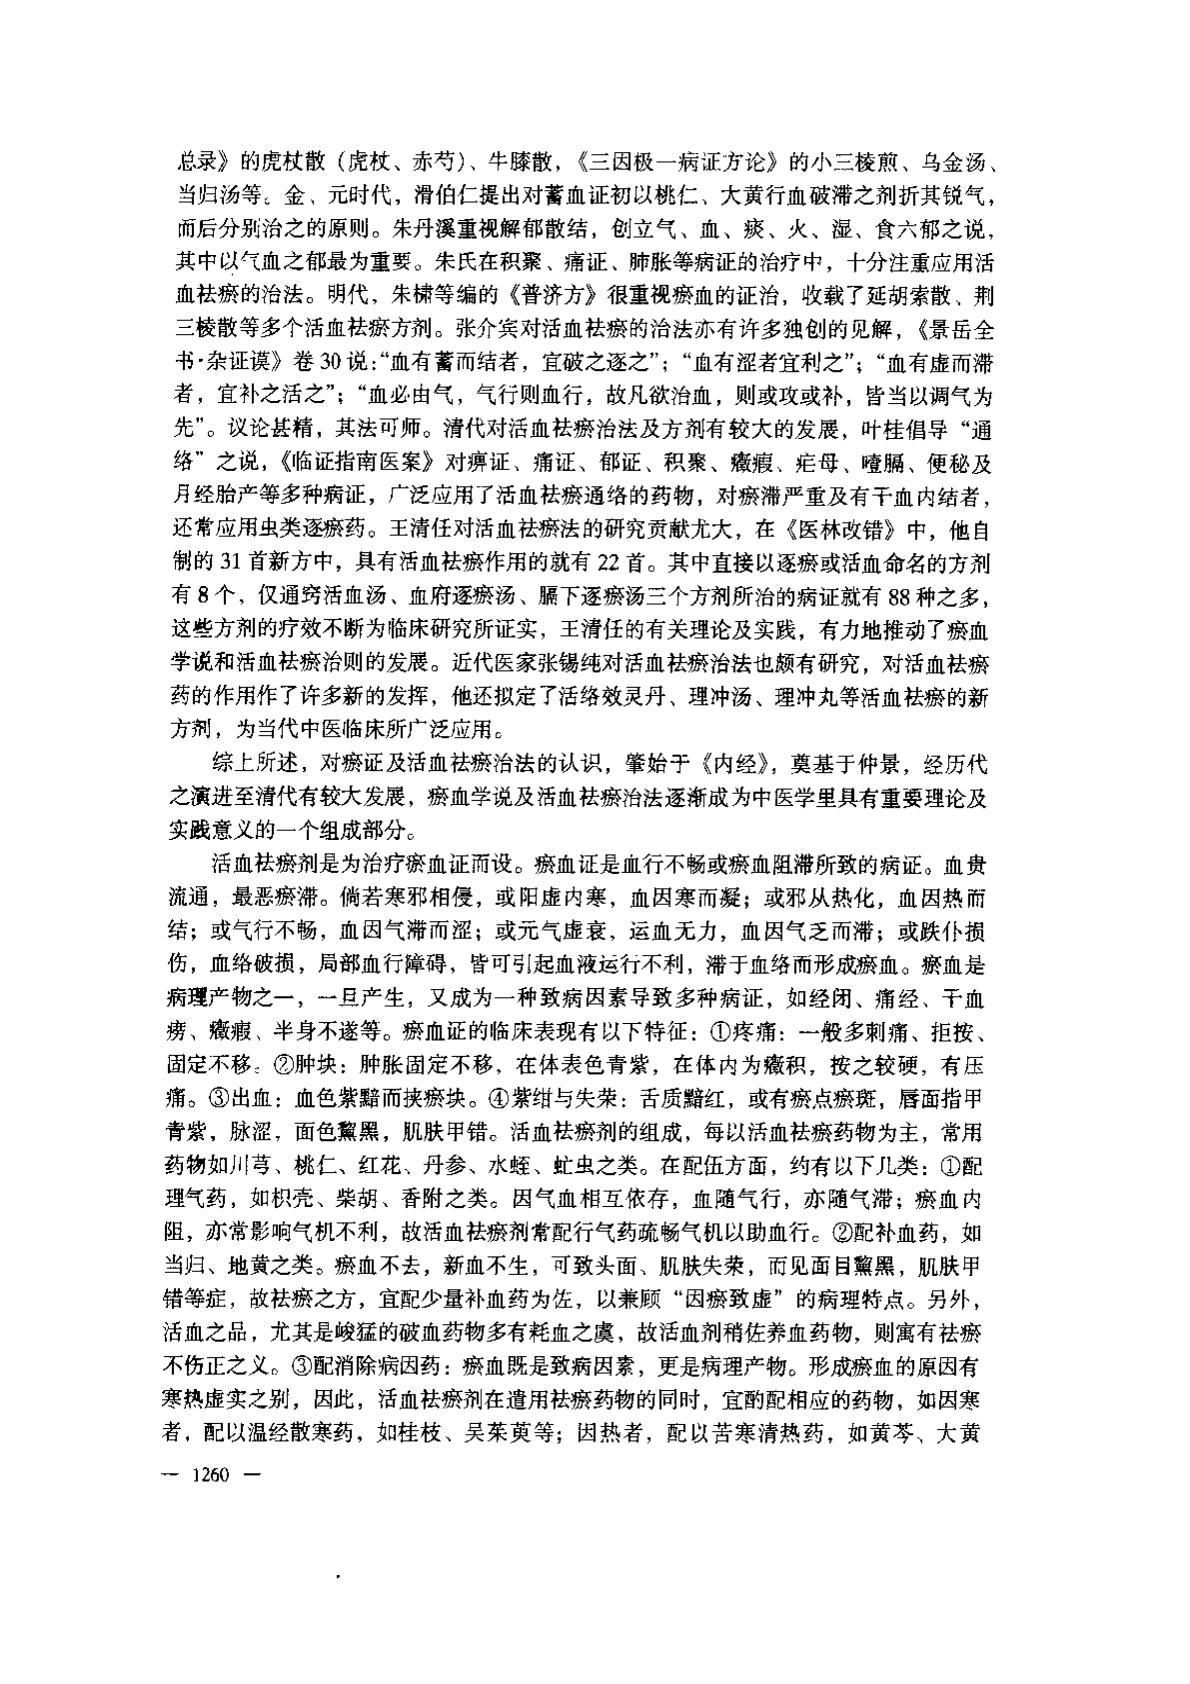 总录》的虎杖散（虎杖、赤芍）、牛膝散，《三因极一病证方论》的小三棱煎、乌金汤、
当归汤等。金、元时代，滑伯仁提出对蓄血证初以桃仁、大黄行血破滞之剂折其锐气，
而后分别治之的原则。朱丹溪重视解郁散结，创立气、血、痰、火、湿、食六郁之说，
其中以气血之郁最为重要。朱氏在积聚、痛证、肺胀等病证的治疗中，十分注重应用活
血祛瘀的治法。明代，朱橚等编的《普济方》很重视瘀血的证治，收载了延胡索散、荆
三棱散等多个活血祛瘀方剂。张介宾对活血祛瘀的治法亦有许多独创的见解，《景岳全
书·杂证谟》卷 30 说：“血有蓄而结者，宜破之逐之”；“血有涩者宜利之”；“血有虚而滞
者，宜补之活之”；“血必由气，气行则血行，故凡欲治血，则或攻或补，皆当以调气为
先”。议论甚精，其法可师。清代对活血祛瘀治法及方剂有较大的发展，叶桂倡导“通
络”之说，《临证指南医案》对痹证、痛证、郁证、积聚、癥瘕、疟母、噎膈、便秘及
月经胎产等多种病证，广泛应用了活血祛瘀通络的药物，对瘀滞严重及有干血内结者，
还常应用虫类逐瘀药。王清任对活血祛瘀法的研究贡献尤大，在《医林改错》中，他自
制的 31 首新方中，具有活血祛瘀作用的就有 22 首。其中直接以逐瘀或活血命名的方剂
有 8 个，仅通窍活血汤、血府逐瘀汤、膈下逐瘀汤三个方剂所治的病证就有 88 种之多，
这些方剂的疗效不断为临床研究所证实，王清任的有关理论及实践，有力地推动了瘀血
学说和活血祛瘀治则的发展。近代医家张锡纯对活血祛瘀治法也颇有研究，对活血祛瘀
药的作用作了许多新的发挥，他还拟定了活络效灵丹、理冲汤、理冲丸等活血祛瘀的新
方剂，为当代中医临床所广泛应用。
综上所述，对瘀证及活血祛瘀治法的认识，肇始于《内经》，奠基于仲景，经历代
之演进至清代有较大发展，瘀血学说及活血祛瘀治法逐渐成为中医学里具有重要理论及
实践意义的一个组成部分。
活血祛瘀剂是为治疗瘀血证而设。瘀血证是血行不畅或瘀血阻滞所致的病证。血贵
流通，最恶瘀滞。倘若寒邪相侵，或阳虚内寒，血因寒而凝；或邪从热化，血因热而
结；或气行不畅，血因气滞而涩；或元气虚衰，运血无力，血因气乏而滞；或跌仆损
伤，血络破损，局部血行障碍，皆可引起血液运行不利，滞于血络而形成瘀血。瘀血是
病理产物之一，一旦产生，又成为一种致病因素导致多种病证，如经闭、痛经、干血
痨、癥瘕、半身不遂等。瘀血证的临床表现有以下特征：①疼痛：一般多刺痛、拒按、
固定不移。②肿块：肿胀固定不移，在体表色青紫，在体内为癥积，按之较硬，有压
痛。③出血：血色紫黯而挟瘀块。④紫绀与失荣：舌质黯红，或有瘀点瘀斑，唇面指甲
青紫，脉涩，面色黧黑，肌肤甲错。活血祛瘀剂的组成，每以活血祛瘀药物为主，常用
药物如川芎、桃仁、红花、丹参、水蛭、虻虫之类。在配伍方面，约有以下几类：①配
理气药，如枳壳、柴胡、香附之类。因气血相互依存，血随气行，亦随气滞；瘀血内
阻，亦常影响气机不利，故活血祛瘀剂常配行气药疏畅气机以助血行。②配补血药，如
当归、地黄之类。瘀血不去，新血不生，可致头面、肌肤失荣，而见面目黧黑，肌肤甲
错等症，故祛瘀之方，宜配少量补血药为佐，以兼顾“因瘀致虚”的病理特点。另外，
活血之品，尤其是峻猛的破血药物多有耗血之虞，故活血剂稍佐养血药物，则寓有祛瘀
不伤正之义。③配消除病因药：瘀血既是致病因素，更是病理产物。形成瘀血的原因有
寒热虚实之别，因此，活血祛瘀剂在遣用祛瘀药物的同时，宜酌配相应的药物，如因寒
者，配以温经散寒药，如桂枝、吴茱萸等；因热者，配以苦寒清热药，如黄芩、大黄
— 1260 —